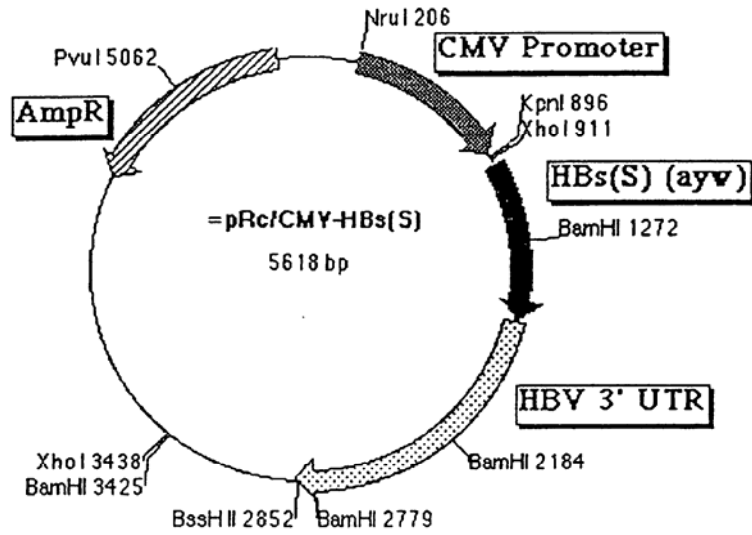 NruI 206
CMV Promoter
PvuI 5062
AmpR
KpnI 896
XhoI 911
HBs(S) (ayw)
=pRc/CMV-HBs(S)
BamHI 1272
5618 bp
HBV 3' UTR
XhoI 3438
BamHI 2184
BamHI 3425
BssHII 2852
BamHI 2779